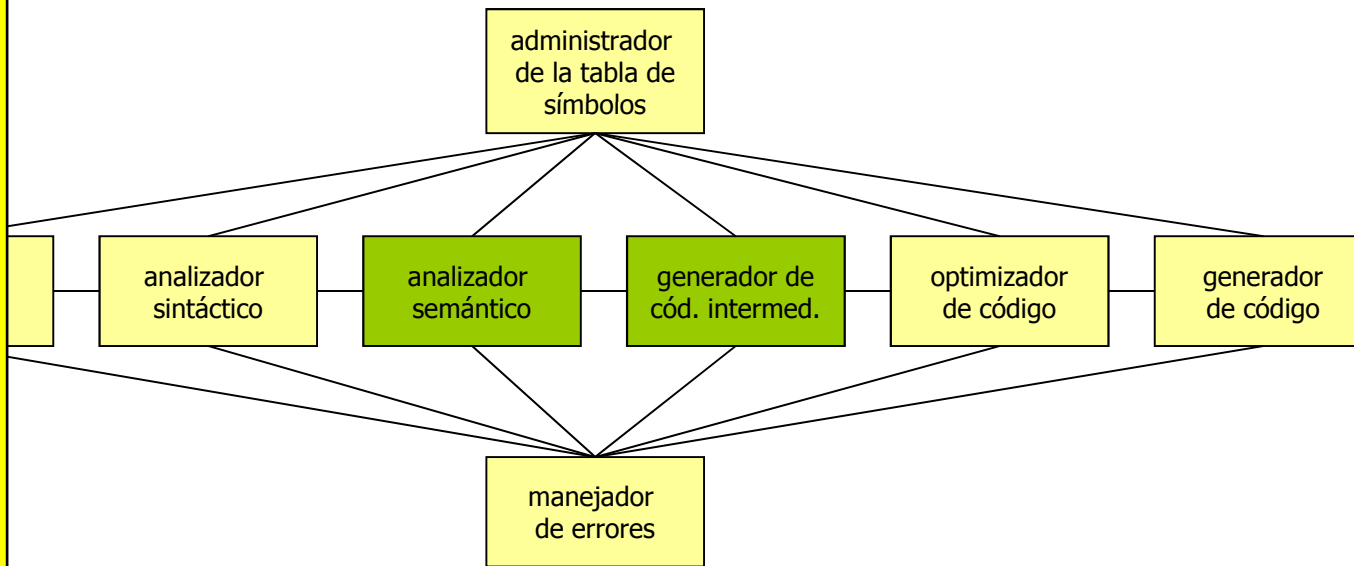 administrador
de la tabla de
símbolos
analizador
sintáctico
analizador
semántico
generador de
cód. intermed.
optimizador
de código
generador
de código
manejador
de errores